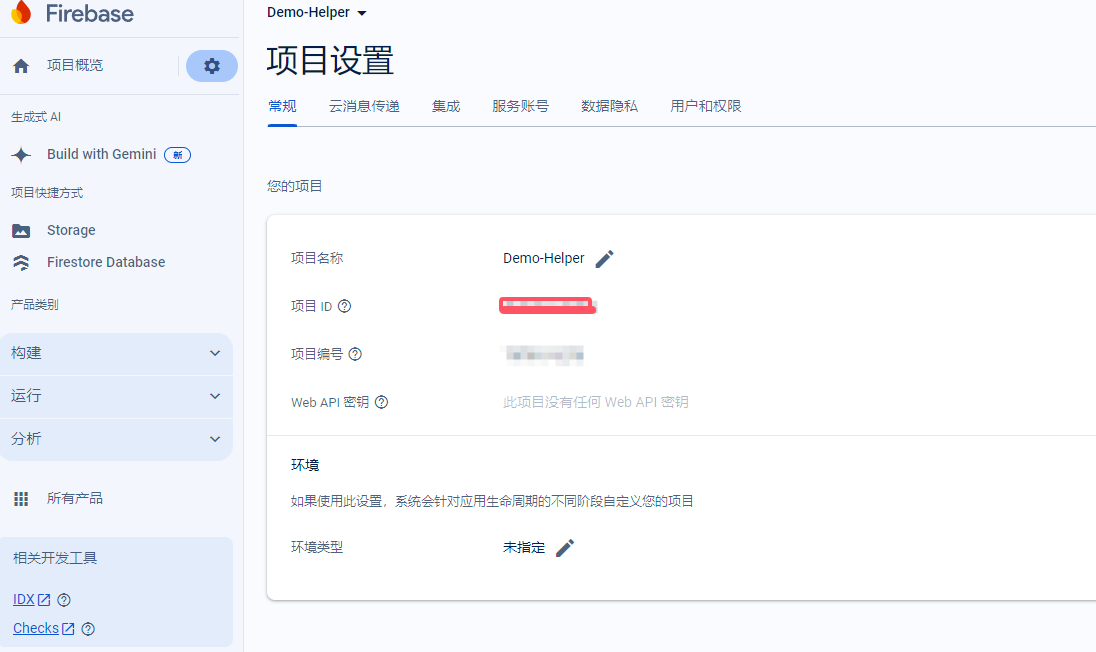 Firebase
项目概览
生成式 AI
Build with Gemini 新
项目快捷方式
Storage
Firestore Database
产品类别
构建
运行
分析
所有产品
相关开发工具
IDX
Checks
Demo-Helper
项目设置
常规 云消息传递 集成 服务账号 数据隐私 用户和权限
您的项目
项目名称 Demo-Helper
项目 ID
项目编号
Web API 密钥 此项目没有任何 Web API 密钥
环境
如果使用此设置，系统会针对应用生命周期的不同阶段自定义您的项目
环境类型 未指定